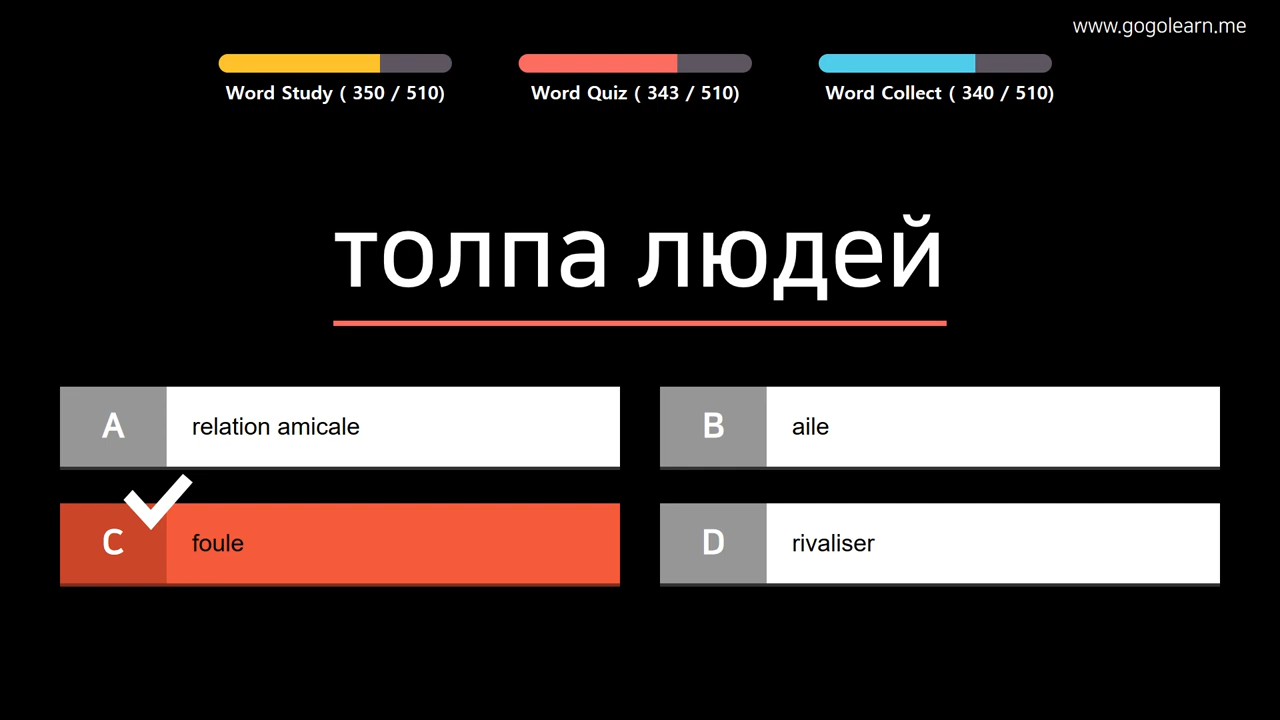 www.gogolearn.me
Word Study ( 350 / 510)
Word Quiz ( 343 / 510)
Word Collect ( 340 / 510)
толпа людей
A relation amicale
B aile
C foule
D rivaliser